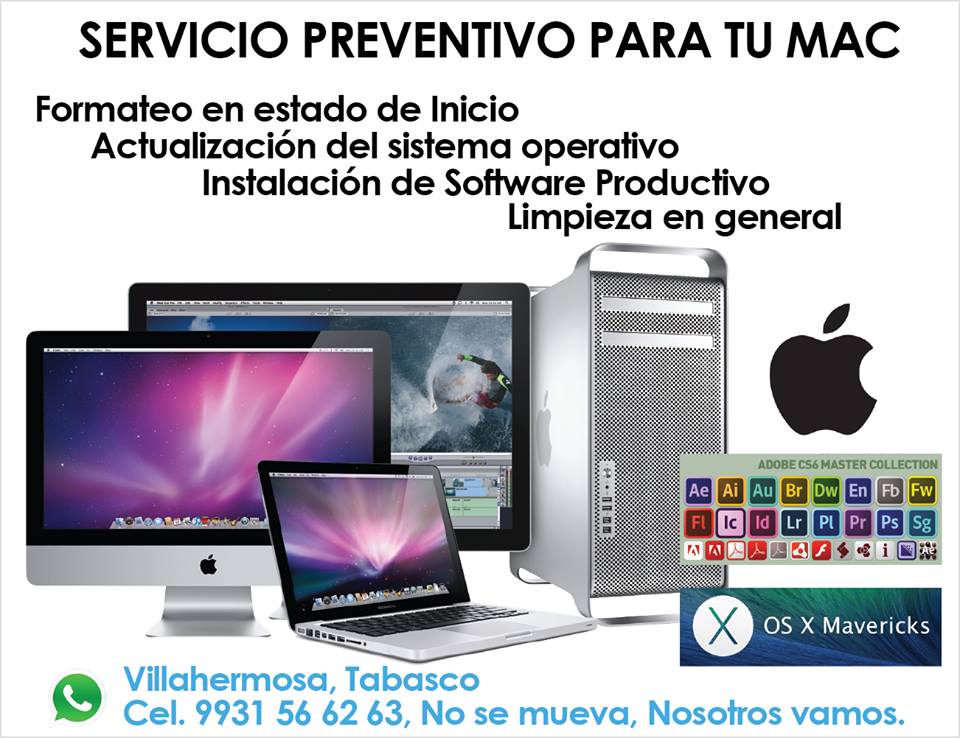 SERVICIO PREVENTIVO PARA TU MAC
Formateo en estado de Inicio
Actualización del sistema operativo
Instalación de Software Productivo
Limpieza en general
ADOBE CS6 MASTER COLLECTION
Ae Ai Au Br Dw En Fb Fw
Fl Ic Id Lr Pl Pr Ps Sg
Ae
X OS X Mavericks
Villahermosa, Tabasco
Cel. 9931 56 62 63, No se mueva, Nosotros vamos.